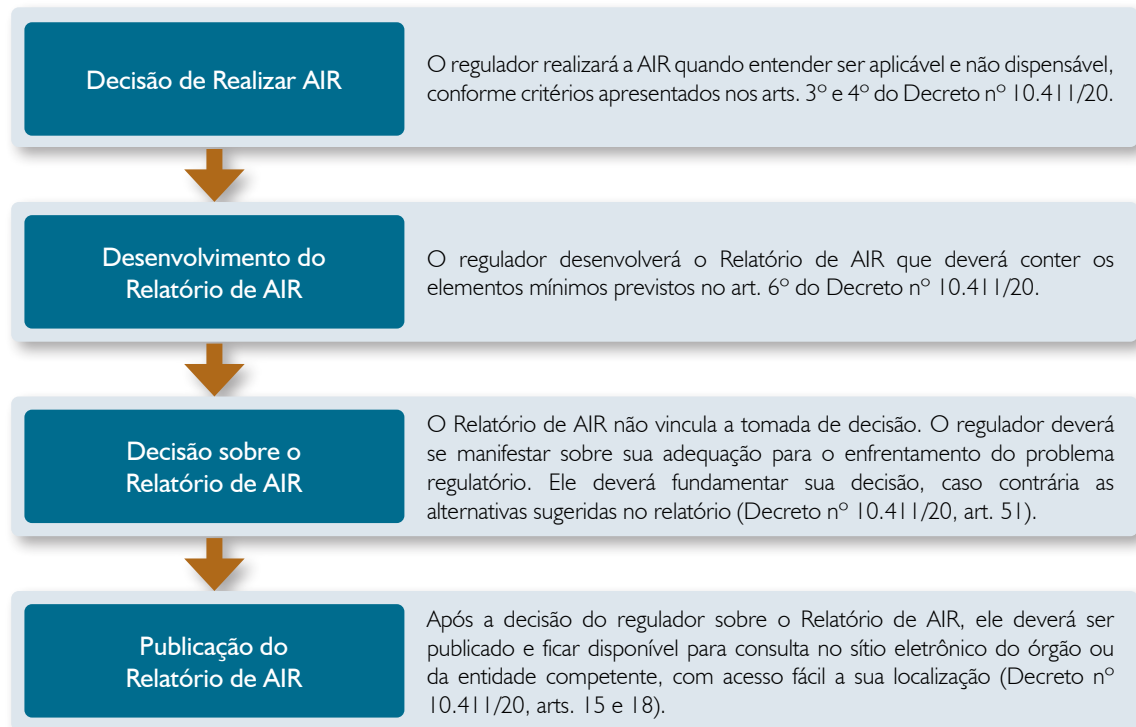 Decisão de Realizar AIR
O regulador realizará a AIR quando entender ser aplicável e não dispensável,
conforme critérios apresentados nos arts. 3º e 4º do Decreto nº 10.411/20.
Desenvolvimento do
Relatório de AIR
O regulador desenvolverá o Relatório de AIR que deverá conter os
elementos mínimos previstos no art. 6º do Decreto nº 10.411/20.
Decisão sobre o
Relatório de AIR
O Relatório de AIR não vincula a tomada de decisão. O regulador deverá
se manifestar sobre sua adequação para o enfrentamento do problema
regulatório. Ele deverá fundamentar sua decisão, caso contrária as
alternativas sugeridas no relatório (Decreto nº 10.411/20, art. 51).
Publicação do
Relatório de AIR
Após a decisão do regulador sobre o Relatório de AIR, ele deverá ser
publicado e ficar disponível para consulta no sítio eletrônico do órgão ou
da entidade competente, com acesso fácil a sua localização (Decreto nº
10.411/20, arts. 15 e 18).